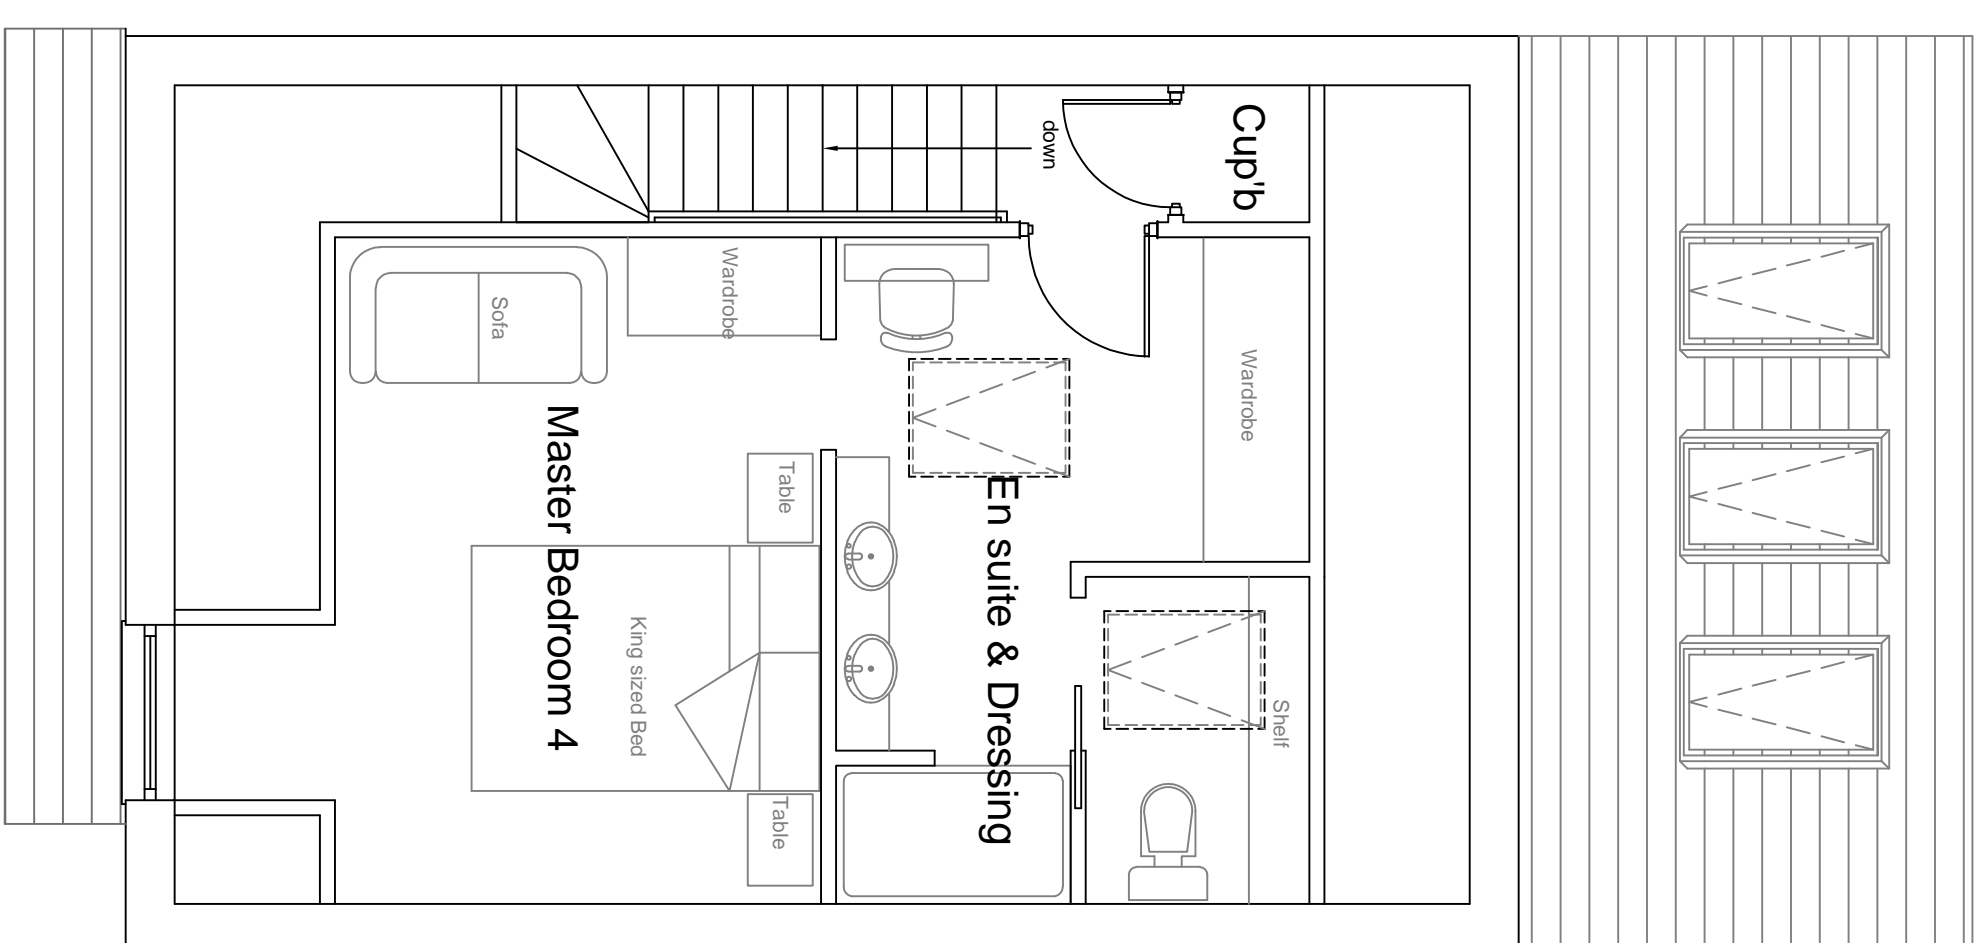 Cup'b
down
Wardrobe
Sofa
Wardrobe
Table
Master Bedroom 4
En suite & Dressing
King sized Bed
Shelf
Table